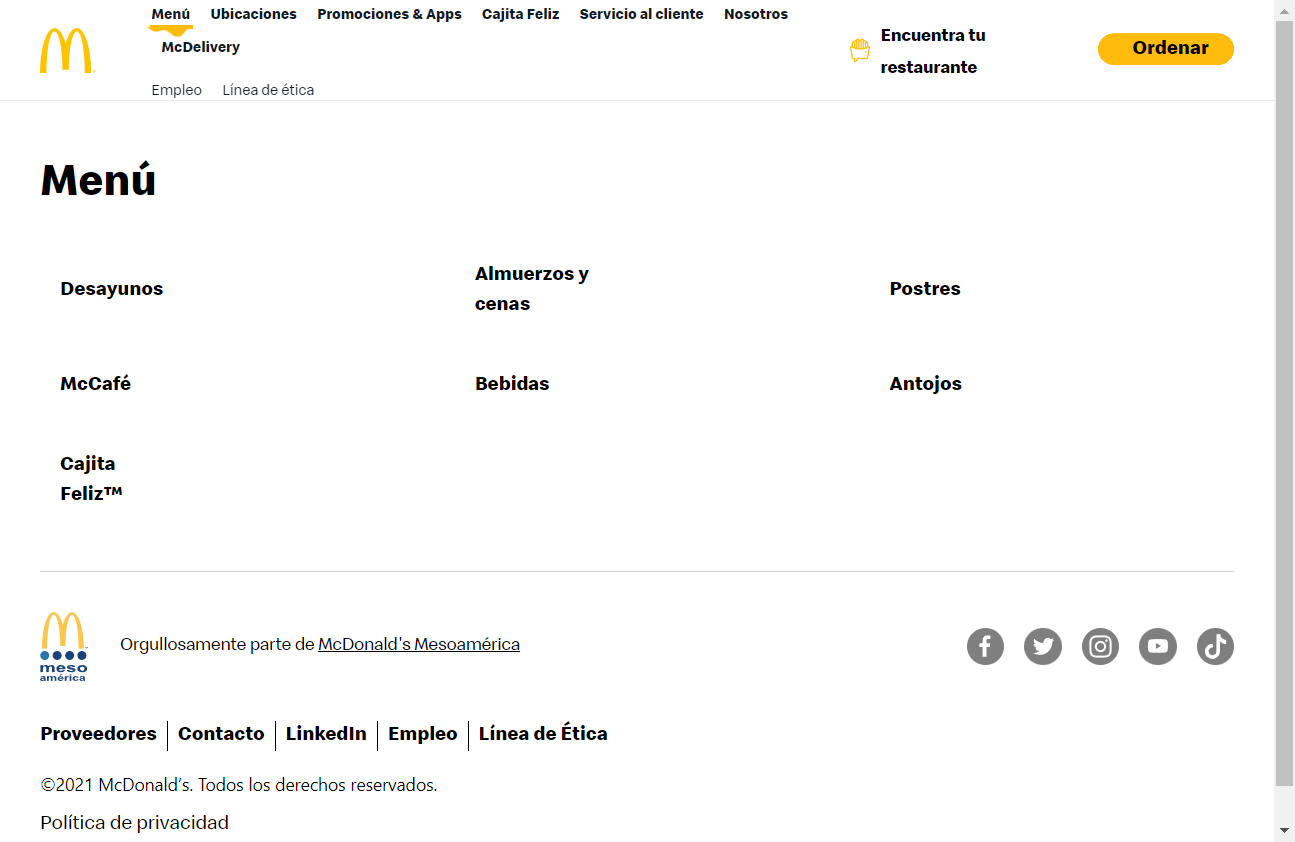 Menú Ubicaciones Promociones & Apps Cajita Feliz Servicio al cliente Nosotros
McDelivery
Empleo Línea de ética
Encuentra tu
restaurante
Ordenar
Menú
Desayunos
Almuerzos y
cenas
Postres
McCafé
Bebidas
Antojos
Cajita
Feliz™
meso
américa
Orgullosamente parte de McDonald's Mesoamérica
Proveedores Contacto LinkedIn Empleo Línea de Ética
©2021 McDonald’s. Todos los derechos reservados.
Política de privacidad